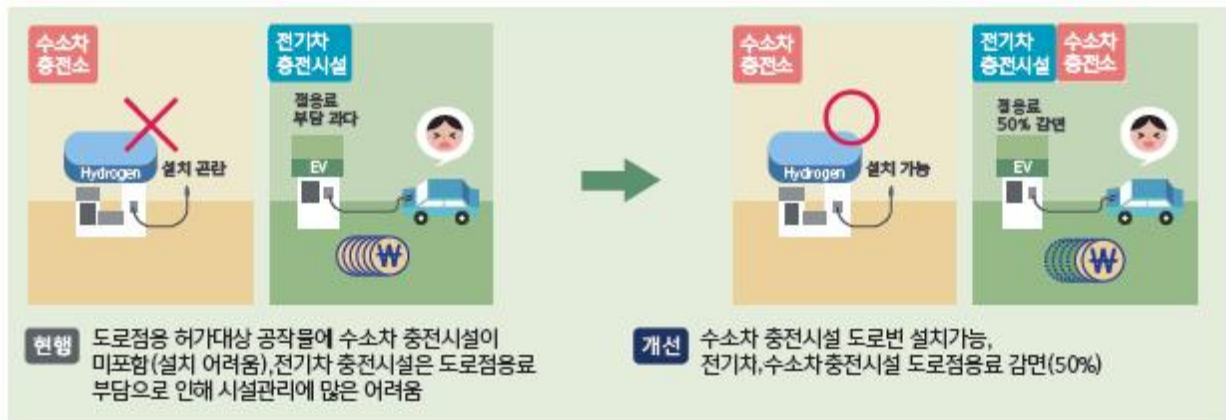 수소차
충전소
Hydrogen
설치 곤란
전기차
충전시설
점용료
부담 과다
EV
₩
수소차
충전소
Hydrogen
설치 가능
전기차
충전시설
수소차
충전소
점용료
50% 감면
EV
₩
현행
도로점용 허가대상 공작물에 수소차 충전시설이
미포함(설치 어려움),전기차 충전시설은 도로점용료
부담으로 인해 시설관리에 많은 어려움
개선
수소차 충전시설 도로변 설치가능,
전기차,수소차충전시설 도로점용료 감면(50%)